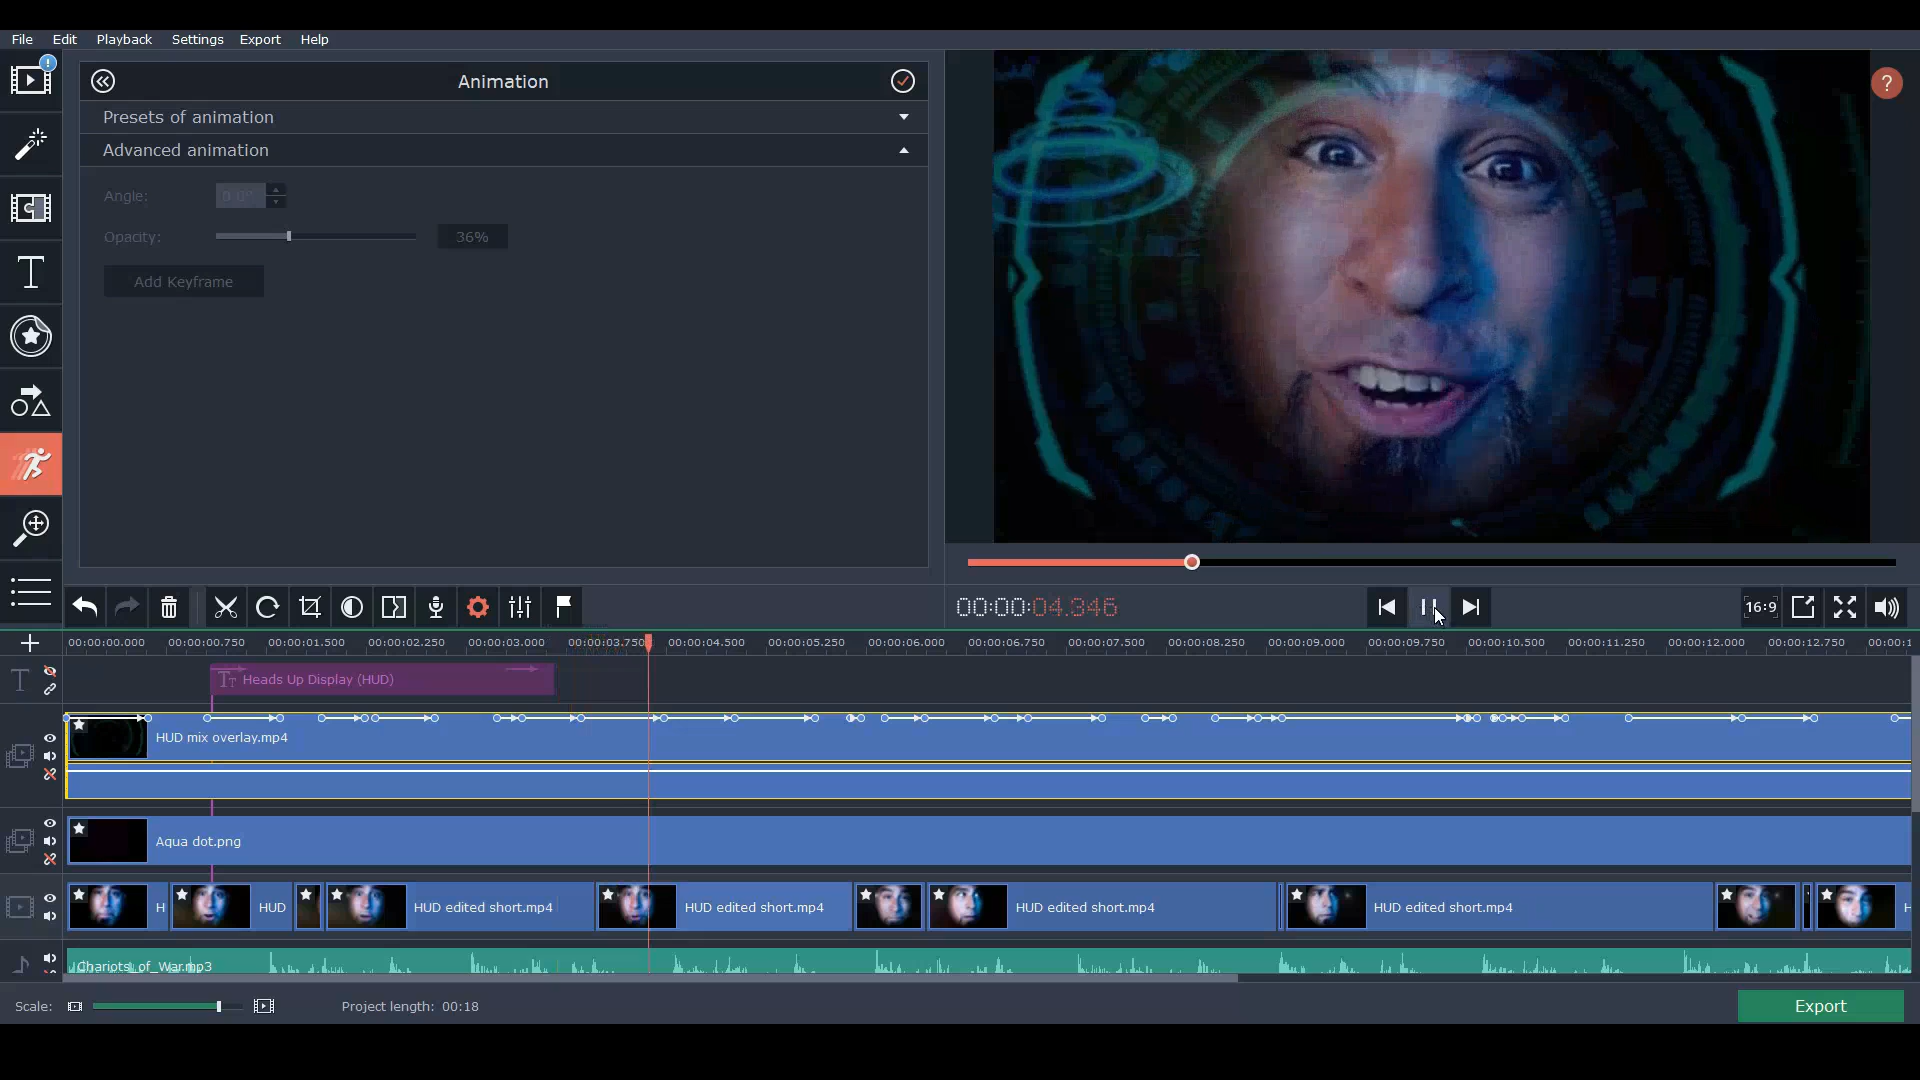 File Edit Playback Settings Export Help
Animation
Presets of animation
Advanced animation
Angle: 0.0°
Opacity: 36%
Add Keyframe
?
00:00:04.346
16:9
00:00:00.000 00:00:00.750 00:00:01.500 00:00:02.250 00:00:03.000 00:00:03.750 00:00:04.500 00:00:05.250 00:00:06.000 00:00:06.750 00:00:07.500 00:00:08.250 00:00:09.000 00:00:09.750 00:00:10.500 00:00:11.250 00:00:12.000 00:00:12.750 00:00:1
Heads Up Display (HUD)
HUD mix overlay.mp4
Aqua dot.png
H HUD HUD edited short.mp4 HUD edited short.mp4 HUD edited short.mp4 HUD edited short.mp4 H
Chariots_of_War.mp3
Scale: Project length: 00:18
Export